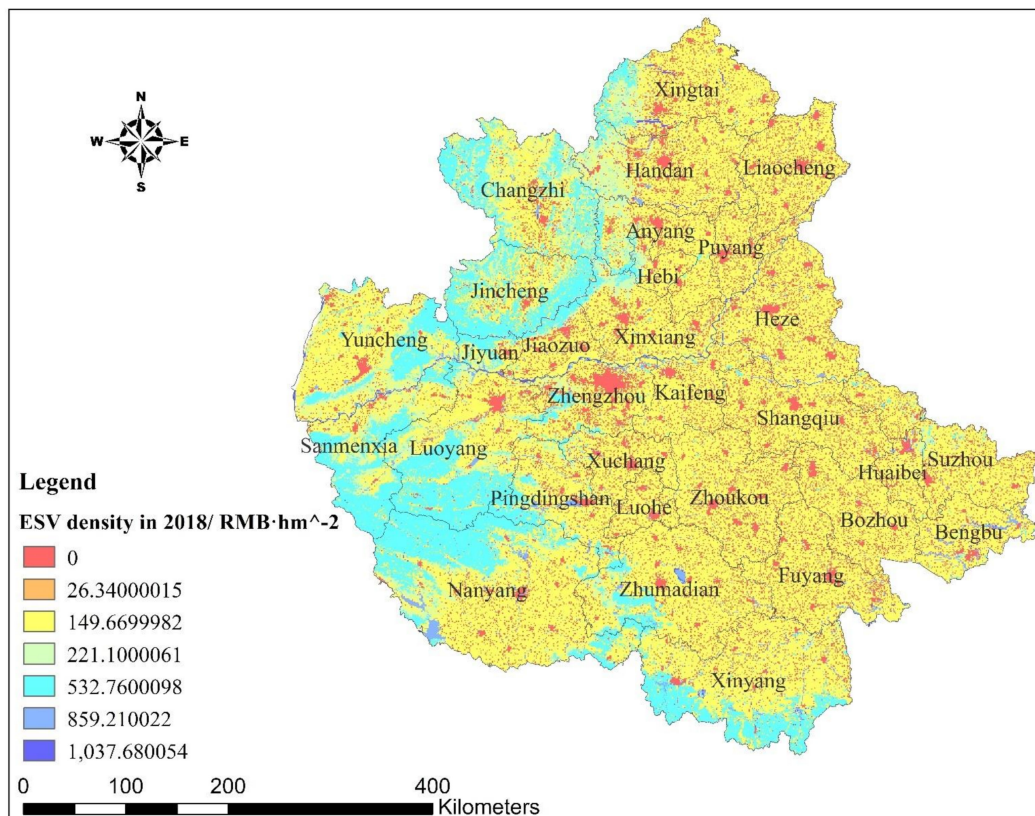 N
W E
S
Xingtai
Handan
Liaocheng
Changzhi
Anyang
Puyang
Hebi
Jincheng
Heze
Xinxiang
Yuncheng
Jiyuan
Jiaozuo
Zhengzhou
Kaifeng
Shangqiu
Sanmenxia
Luoyang
Xuchang
Huaibei
Suzhou
Pingdingshan
Luohe
Zhoukou
Bozhou
Bengbu
Nanyang
Zhumadian
Fuyang
Xinyang
Legend
ESV density in 2018/ RMB·hm^-2
0
26.34000015
149.6699982
221.1000061
532.7600098
859.210022
1,037.680054
0 100 200 400
Kilometers